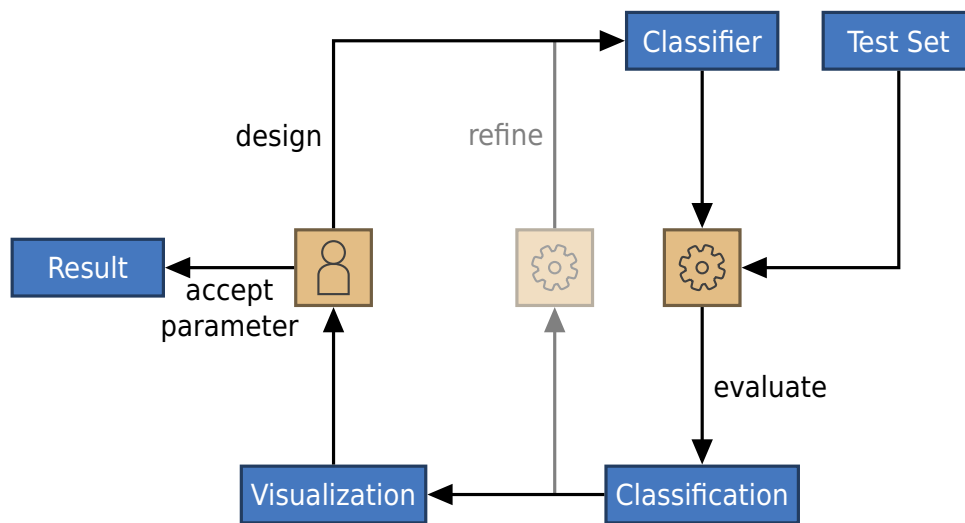 Classifier
Test Set
design
refine
Result
accept
parameter
evaluate
Visualization
Classification